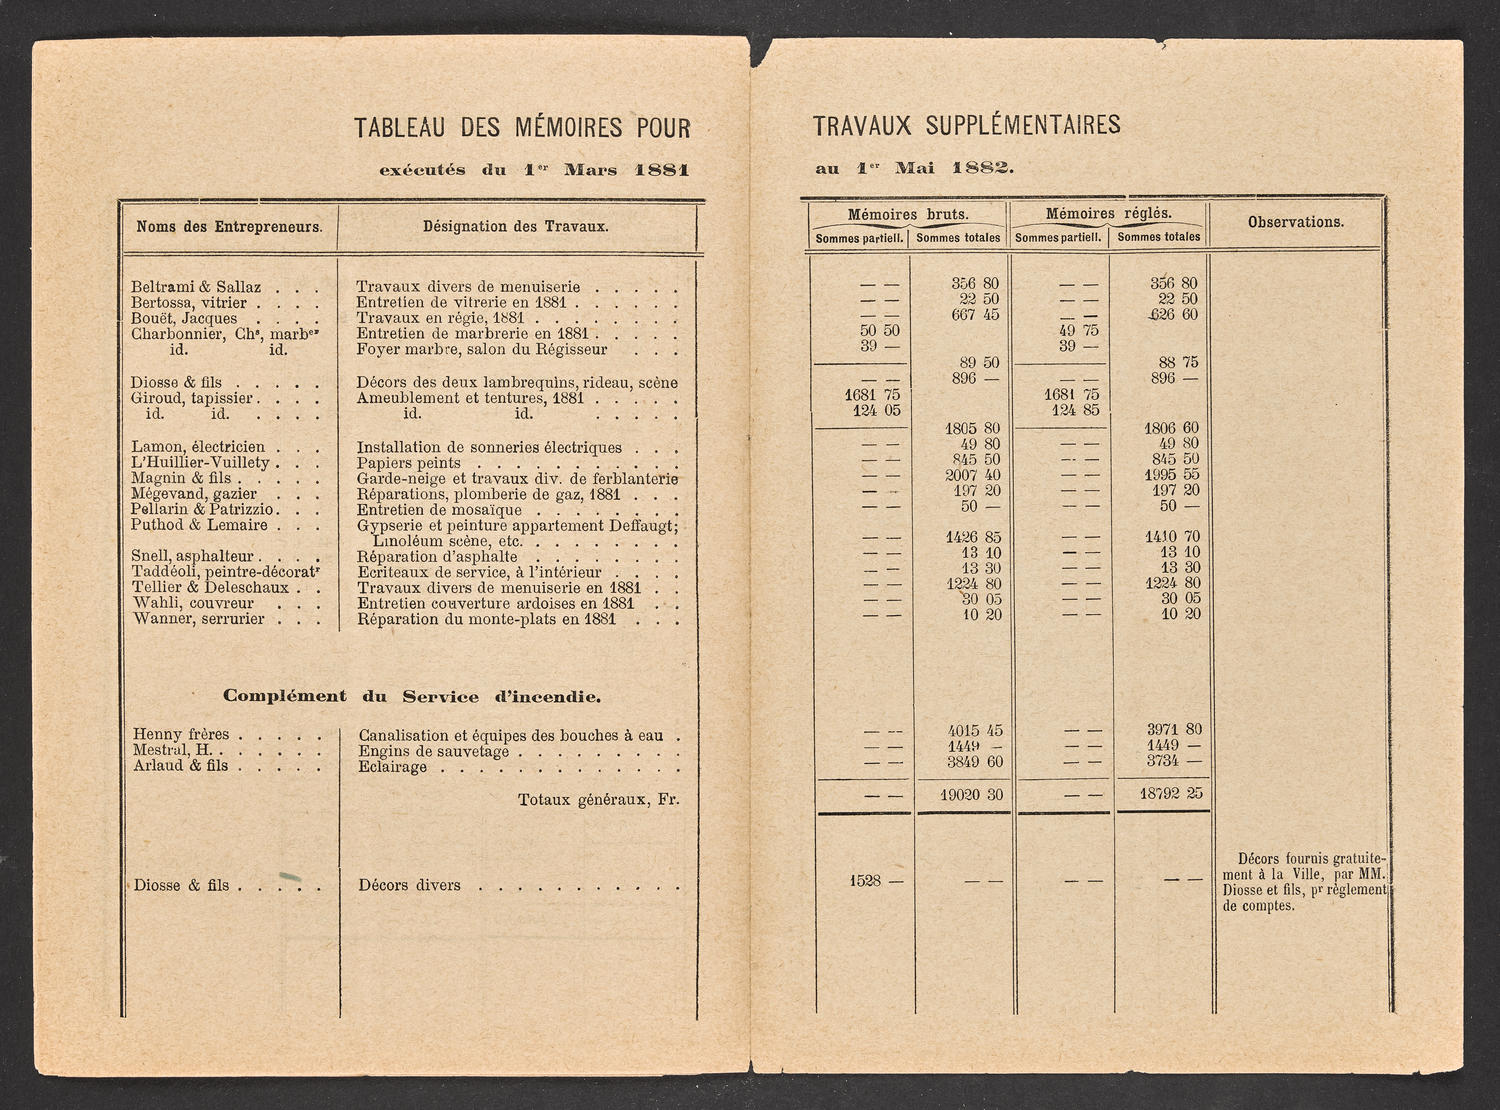 TABLEAU DES MÉMOIRES POUR TRAVAUX SUPPLÉMENTAIRES
exécutés du 1er Mars 1881 au 1er Mai 1882.
Noms des Entrepreneurs. Désignation des Travaux. Mémoires bruts. Mémoires réglés. Observations.
Sommes partiell. Sommes totales Sommes partiell. Sommes totales
Beltrami & Sallaz . . . Travaux divers de menuiserie . . . . . — — 356 80 — — 356 80
Bertossa, vitrier . . . . Entretien de vitrerie en 1881 . . . . . — — 22 50 — — 22 50
Bouët, Jacques . . . . Travaux en régie, 1881 . . . . . . . — — 667 45 — — 626 60
Charbonnier, Chs, marber Entretien de marbrerie en 1881 . . . . . 50 50 49 75
id. id. Foyer marbre, salon du Régisseur . . . 39 — 39 —
89 50 88 75
Diosse & fils . . . . . Décors des deux lambrequins, rideau, scène — — 896 — — — 896 —
Giroud, tapissier . . . . Ameublement et tentures, 1881 . . . . . 1681 75 1681 75
id. id. . . . . id. id. . . . . . 124 05 124 85
1805 80 1806 60
Lamon, électricien . . . Installation de sonneries électriques . . . — — 49 80 — — 49 80
L'Huillier-Vuillety . . . Papiers peints . . . . . . . . . . . — — 845 50 — — 845 50
Magnin & fils . . . . . Garde-neige et travaux div. de ferblanterie — — 2007 40 — — 1995 55
Mégevand, gazier . . . Réparations, plomberie de gaz, 1881 . . . — — 197 20 — — 197 20
Pellarin & Patrizzio . . . Entretien de mosaïque . . . . . . . . — — 50 — — — 50 —
Puthod & Lemaire . . . Gypserie et peinture appartement Deffaugt;
Linoléum scène, etc. . . . . . . . . — — 1426 85 — — 1410 70
Snell, asphalteur . . . . Réparation d'asphalte . . . . . . . . — — 13 10 — — 13 10
Taddéoli, peintre-décoratr Ecriteaux de service, à l'intérieur . . . . — — 13 30 — — 13 30
Tellier & Deleschaux . . Travaux divers de menuiserie en 1881 . . — — 1224 80 — — 1224 80
Wahli, couvreur . . . Entretien couverture ardoises en 1881 . . — — 30 05 — — 30 05
Wanner, serrurier . . . Réparation du monte-plats en 1881 . . . — — 10 20 — — 10 20
Complément du Service d'incendie.
Henny frères . . . . . Canalisation et équipes des bouches à eau . — — 4015 45 — — 3971 80
Mestral, H. . . . . . . Engins de sauvetage . . . . . . . . . — — 1449 — — — 1449 —
Arlaud & fils . . . . . Eclairage . . . . . . . . . . . . — — 3849 60 — — 3734 —
Totaux généraux, Fr. — — 19020 30 — — 18792 25
Diosse & fils . . . . . Décors divers . . . . . . . . . . . 1528 — — — — — — —
Décors fournis gratuite-
ment à la Ville, par MM.
Diosse et fils, pr règlement
de comptes.